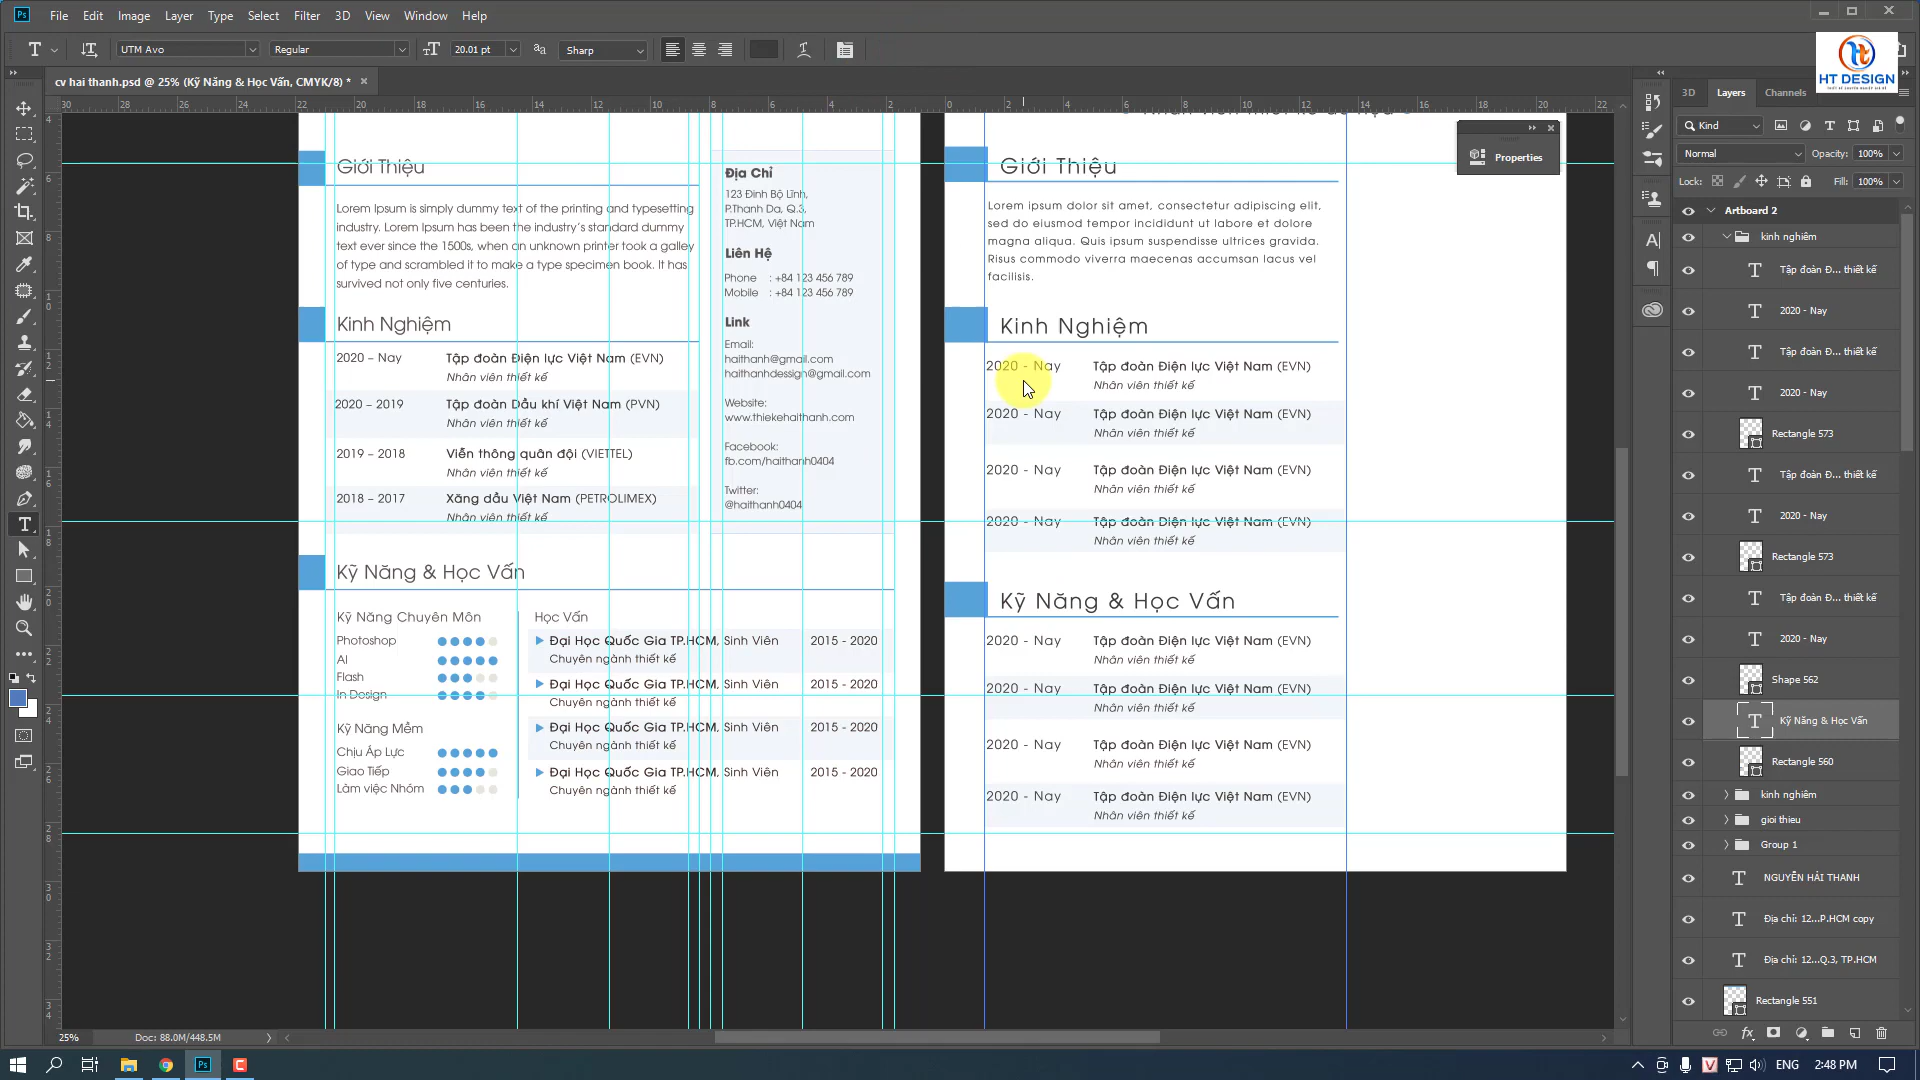 File Edit Image Layer Type Select Filter 3D View Window Help
UTM Avo Regular 20.01 pt Sharp
HT DESIGN
cv hai thanh.psd @ 25% (Kỹ Năng & Học Vấn, CMYK/8) *
Giới Thiệu
Lorem Ipsum is simply dummy text of the printing and typesetting
industry. Lorem Ipsum has been the industry's standard dummy
text ever since the 1500s, when an unknown printer took a galley
of type and scrambled it to make a type specimen book. It has
survived not only five centuries.
Kinh Nghiệm
2020 – Nay Tập đoàn Điện lực Việt Nam (EVN)
Nhân viên thiết kế
2020 – 2019 Tập đoàn Dầu khí Việt Nam (PVN)
Nhân viên thiết kế
2019 – 2018 Viễn thông quân đội (VIETTEL)
Nhân viên thiết kế
2018 – 2017 Xăng dầu Việt Nam (PETROLIMEX)
Nhân viên thiết kế
Địa Chỉ
123 Đinh Bộ Lĩnh,
P.Thanh Da, Q.3,
TP.HCM, Việt Nam
Liên Hệ
Phone : +84 123 456 789
Mobile : +84 123 456 789
Link
Email:
haithanh@gmail.com
haithanhdesign@gmail.com
Website:
www.thiekehaithanh.com
Facebook:
fb.com/haithanh0404
Twitter:
@haithanh0404
Kỹ Năng & Học Vấn
Kỹ Năng Chuyên Môn
Photoshop
AI
Flash
In Design
Kỹ Năng Mềm
Chịu Áp Lực
Giao Tiếp
Làm việc Nhóm
Học Vấn
Đại Học Quốc Gia TP.HCM, Sinh Viên 2015 - 2020
Chuyên ngành thiết kế
Đại Học Quốc Gia TP.HCM, Sinh Viên 2015 - 2020
Chuyên ngành thiết kế
Đại Học Quốc Gia TP.HCM, Sinh Viên 2015 - 2020
Chuyên ngành thiết kế
Đại Học Quốc Gia TP.HCM, Sinh Viên 2015 - 2020
Chuyên ngành thiết kế
Giới Thiệu
Lorem ipsum dolor sit amet, consectetur adipiscing elit,
sed do eiusmod tempor incididunt ut labore et dolore
magna aliqua. Quis ipsum suspendisse ultrices gravida.
Risus commodo viverra maecenas accumsan lacus vel
facilisis.
Kinh Nghiệm
2020 - Nay Tập đoàn Điện lực Việt Nam (EVN)
Nhân viên thiết kế
2020 - Nay Tập đoàn Điện lực Việt Nam (EVN)
Nhân viên thiết kế
2020 - Nay Tập đoàn Điện lực Việt Nam (EVN)
Nhân viên thiết kế
2020 - Nay Tập đoàn Điện lực Việt Nam (EVN)
Nhân viên thiết kế
Kỹ Năng & Học Vấn
2020 - Nay Tập đoàn Điện lực Việt Nam (EVN)
Nhân viên thiết kế
2020 - Nay Tập đoàn Điện lực Việt Nam (EVN)
Nhân viên thiết kế
2020 - Nay Tập đoàn Điện lực Việt Nam (EVN)
Nhân viên thiết kế
2020 - Nay Tập đoàn Điện lực Việt Nam (EVN)
Nhân viên thiết kế
Properties
3D Layers Channels
Kind
Normal Opacity: 100%
Lock: Fill: 100%
Artboard 2
kinh nghiêm
Tập đoàn Đ... thiết kế
2020 - Nay
Tập đoàn Đ... thiết kế
2020 - Nay
Rectangle 573
Tập đoàn Đ... thiết kế
2020 - Nay
Rectangle 573
Tập đoàn Đ... thiết kế
2020 - Nay
Shape 562
Kỹ Năng & Học Vấn
Rectangle 560
kinh nghiêm
gioi thieu
Group 1
NGUYỄN HẢI THANH
Địa chỉ: 12...P.HCM copy
Địa chỉ: 12...Q.3, TP.HCM
Rectangle 551
25% Doc: 88.0M/448.5M
ENG 2:48 PM